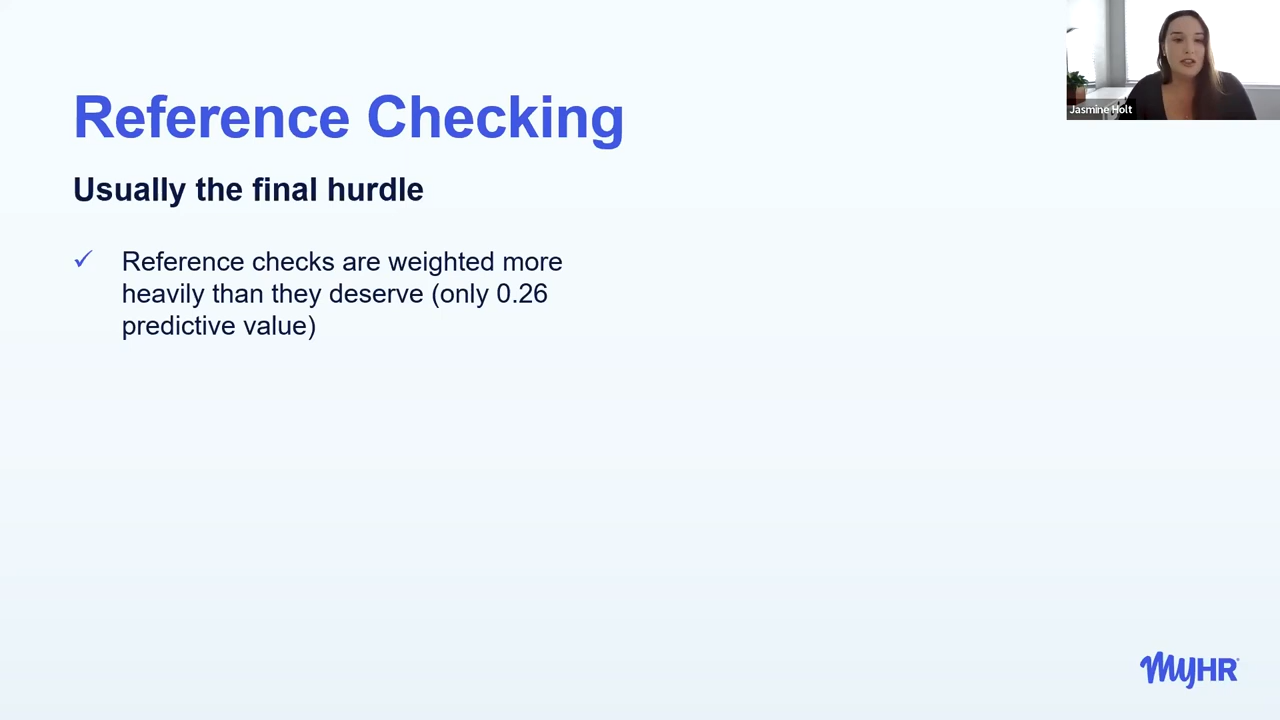 Reference Checking
Jasmine Holt
Usually the final hurdle
✓ Reference checks are weighted more
heavily than they deserve (only 0.26
predictive value)
MyHR